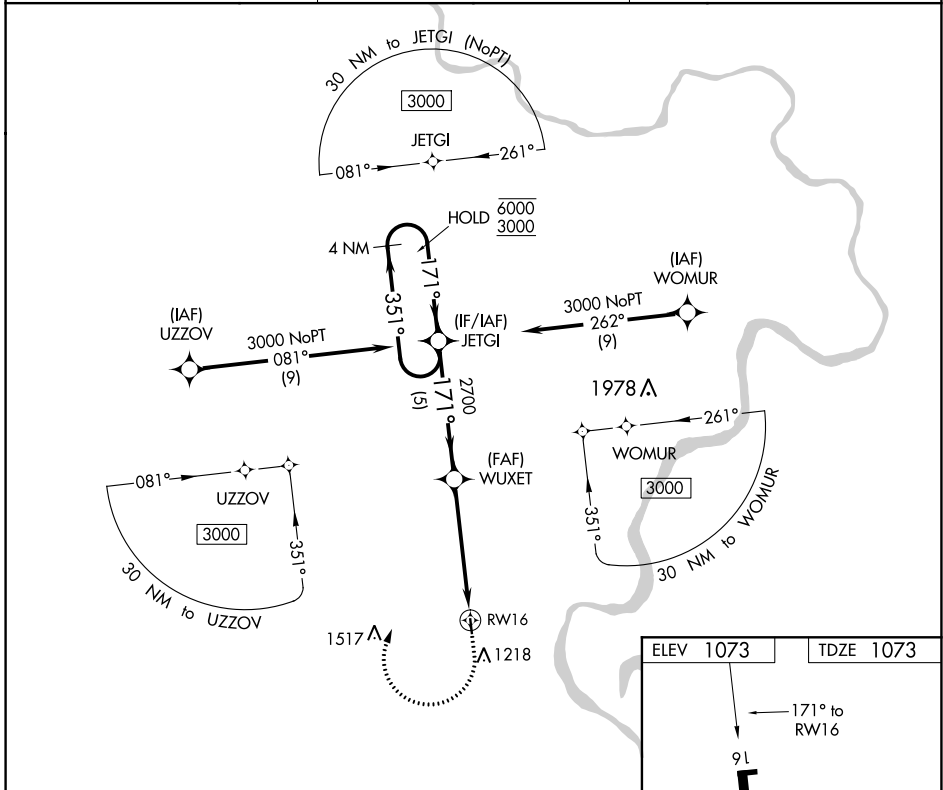 30 NM to JETGI (NoPT)
3000
JETGI
081°
261°
HOLD 6000
3000
4 NM
171°
351°
(IAF)
WOMUR
3000 NoPT
262°
(9)
(IAF)
UZZOV
3000 NoPT
081°
(9)
(IF/IAF)
JETGI
2700
171°
(5)
1978
261°
WOMUR
3000
351°
30 NM to WOMUR
(FAF)
WUXET
081°
UZZOV
3000
351°
30 NM to UZZOV
RW16
1517
1218
ELEV 1073
TDZE 1073
171° to
RW16
16